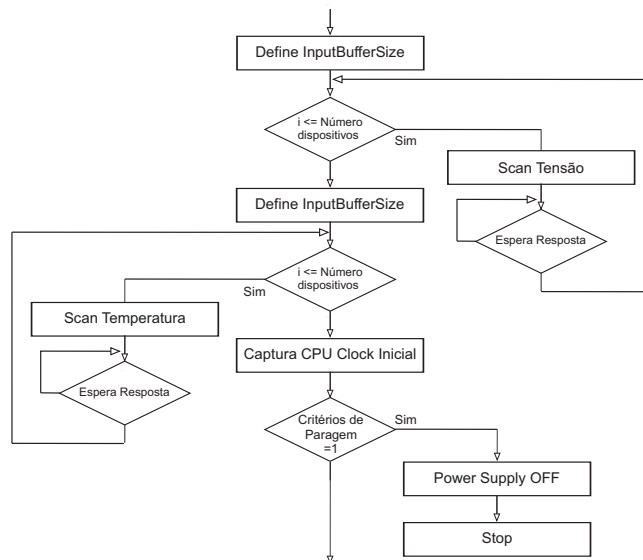 Define InputBufferSize
i <= Número
dispositivos
Sim
Scan Tensão
Espera Resposta
Define InputBufferSize
i <= Número
dispositivos
Sim
Scan Temperatura
Espera Resposta
Captura CPU Clock Inicial
Critérios de
Paragem
=1
Sim
Power Supply OFF
Stop